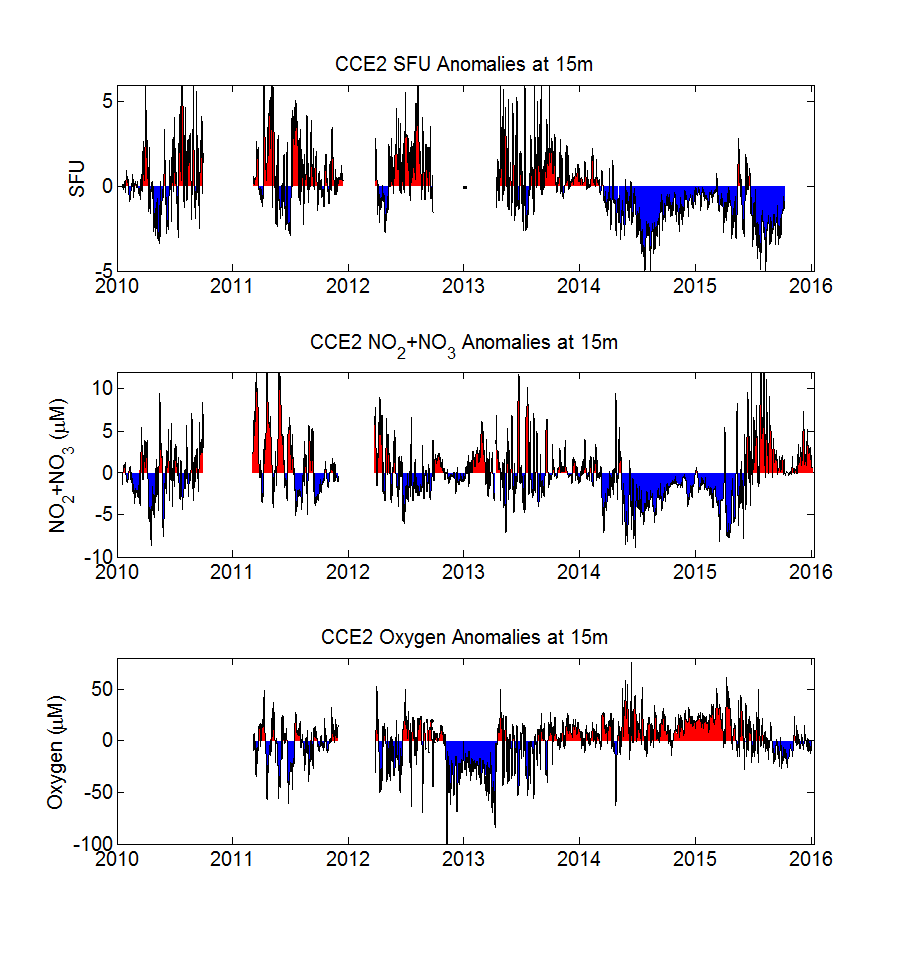 CCE2 SFU Anomalies at 15m
5
0
-5
SFU
2010 2011 2012 2013 2014 2015 2016
CCE2 NO2+NO3 Anomalies at 15m
10
5
0
-5
-10
NO2+NO3 (µM)
2010 2011 2012 2013 2014 2015 2016
CCE2 Oxygen Anomalies at 15m
50
0
-50
-100
Oxygen (µM)
2010 2011 2012 2013 2014 2015 2016